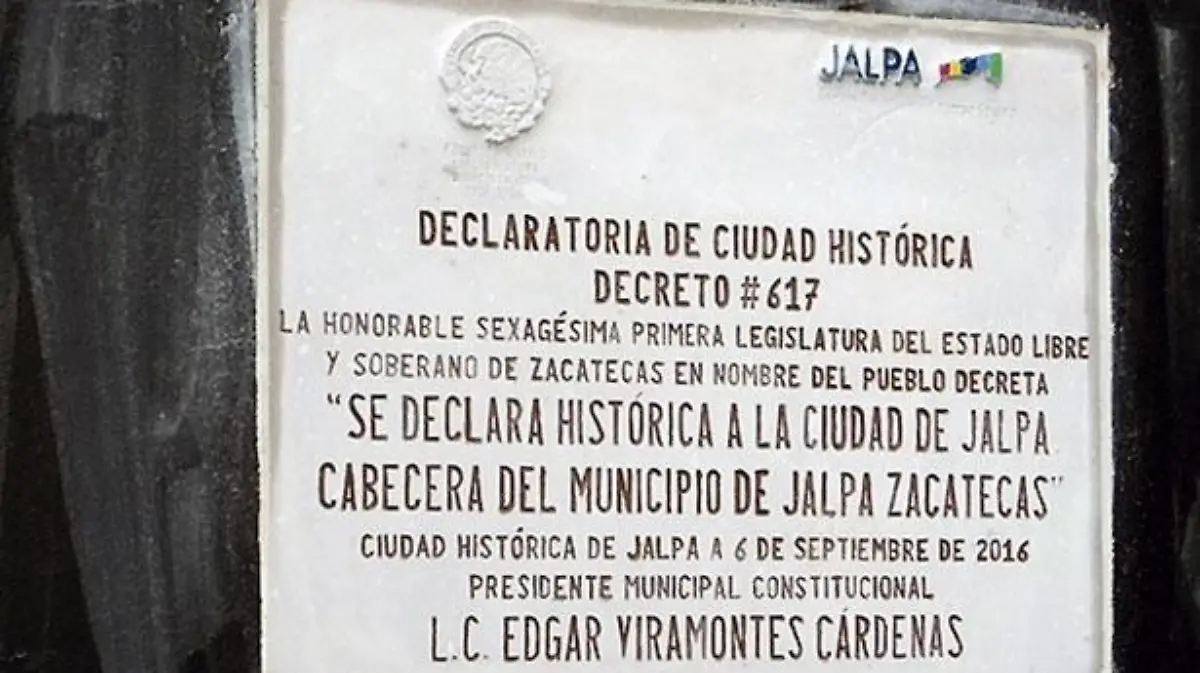 JALPA
DECLARATORIA DE CIUDAD HISTÓRICA
DECRETO #617
LA HONORABLE SEXAGÉSIMA PRIMERA LEGISLATURA DEL ESTADO LIBRE
Y SOBERANO DE ZACATECAS EN NOMBRE DEL PUEBLO DECRETA
"SE DECLARA HISTÓRICA A LA CIUDAD DE JALPA
CABECERA DEL MUNICIPIO DE JALPA ZACATECAS"
CIUDAD HISTÓRICA DE JALPA A 6 DE SEPTIEMBRE DE 2016
PRESIDENTE MUNICIPAL CONSTITUCIONAL
L.C. EDGAR VIRAMONTES CÁRDENAS